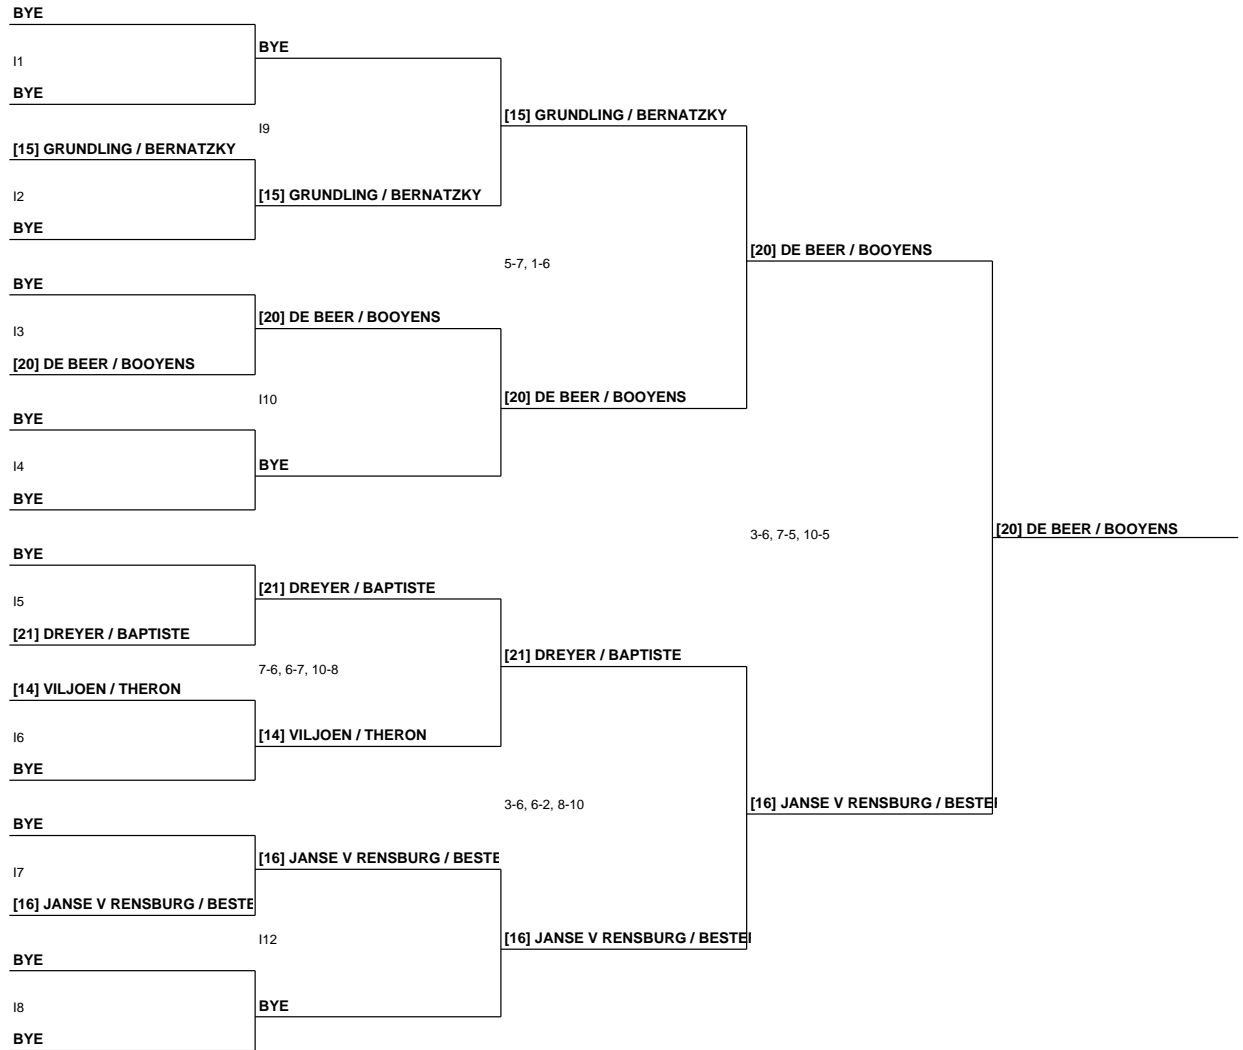 BYE
BYE
I1
BYE
[15] GRUNDLING / BERNATZKY
I9
[15] GRUNDLING / BERNATZKY
I2
[15] GRUNDLING / BERNATZKY
BYE
[20] DE BEER / BOOYENS
5-7, 1-6
BYE
[20] DE BEER / BOOYENS
I3
[20] DE BEER / BOOYENS
I10
[20] DE BEER / BOOYENS
BYE
I4
BYE
BYE
3-6, 7-5, 10-5
[20] DE BEER / BOOYENS
BYE
[21] DREYER / BAPTISTE
I5
[21] DREYER / BAPTISTE
[21] DREYER / BAPTISTE
7-6, 6-7, 10-8
[14] VILJOEN / THERON
I6
[14] VILJOEN / THERON
BYE
3-6, 6-2, 8-10
[16] JANSE V RENSBURG / BESTE
BYE
[16] JANSE V RENSBURG / BESTE
I7
[16] JANSE V RENSBURG / BESTE
I12
[16] JANSE V RENSBURG / BESTE
BYE
I8
BYE
BYE